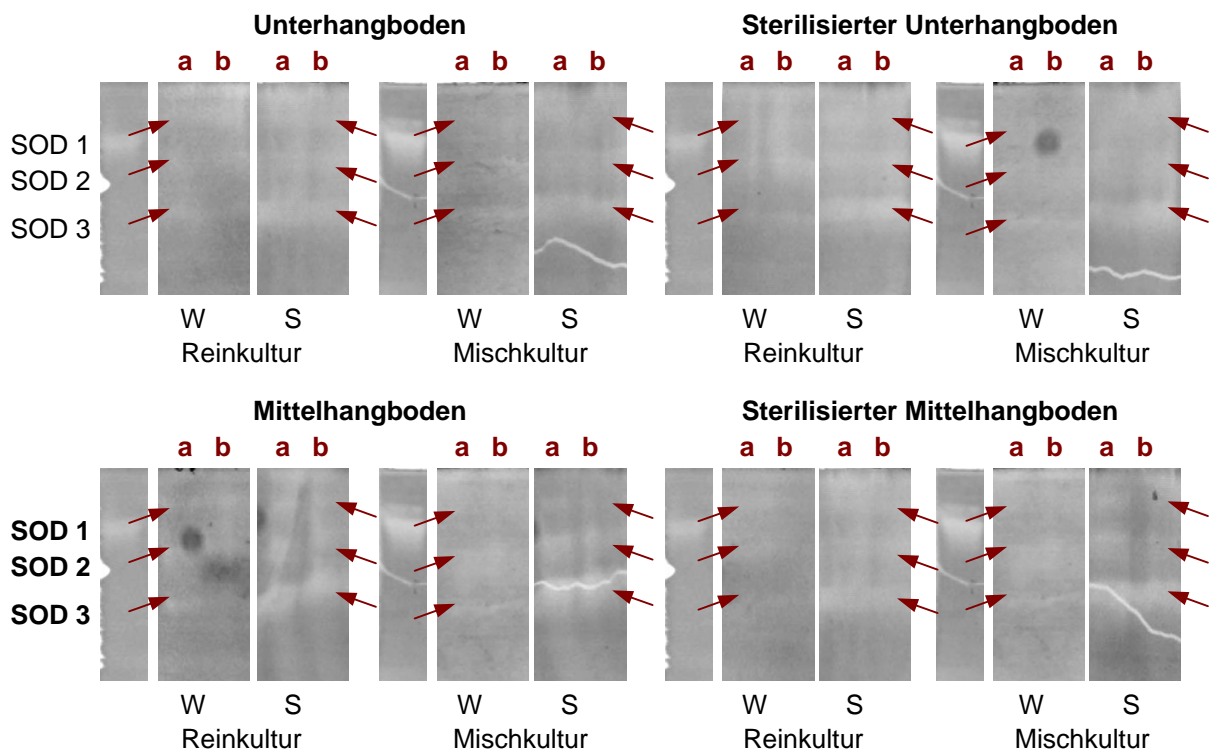 Unterhangboden Sterilisierter Unterhangboden
a b a b a b a b a b a b a b a b
SOD 1
SOD 2
SOD 3
W S W S W S W S
Reinkultur Mischkultur Reinkultur Mischkultur
Mittelhangboden Sterilisierter Mittelhangboden
a b a b a b a b a b a b a b a b
SOD 1
SOD 2
SOD 3
W S W S W S W S
Reinkultur Mischkultur Reinkultur Mischkultur